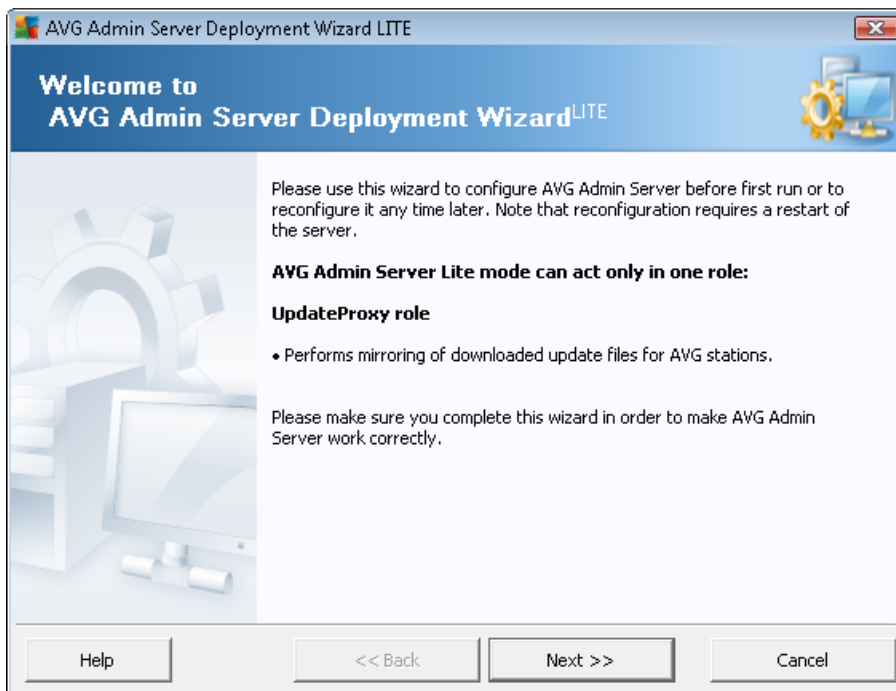 AVG Admin Server Deployment Wizard LITE
Welcome to
AVG Admin Server Deployment Wizard LITE
Please use this wizard to configure AVG Admin Server before first run or to
reconfigure it any time later. Note that reconfiguration requires a restart of
the server.
AVG Admin Server Lite mode can act only in one role:
UpdateProxy role
• Performs mirroring of downloaded update files for AVG stations.
Please make sure you complete this wizard in order to make AVG Admin
Server work correctly.
Help
<< Back
Next >>
Cancel